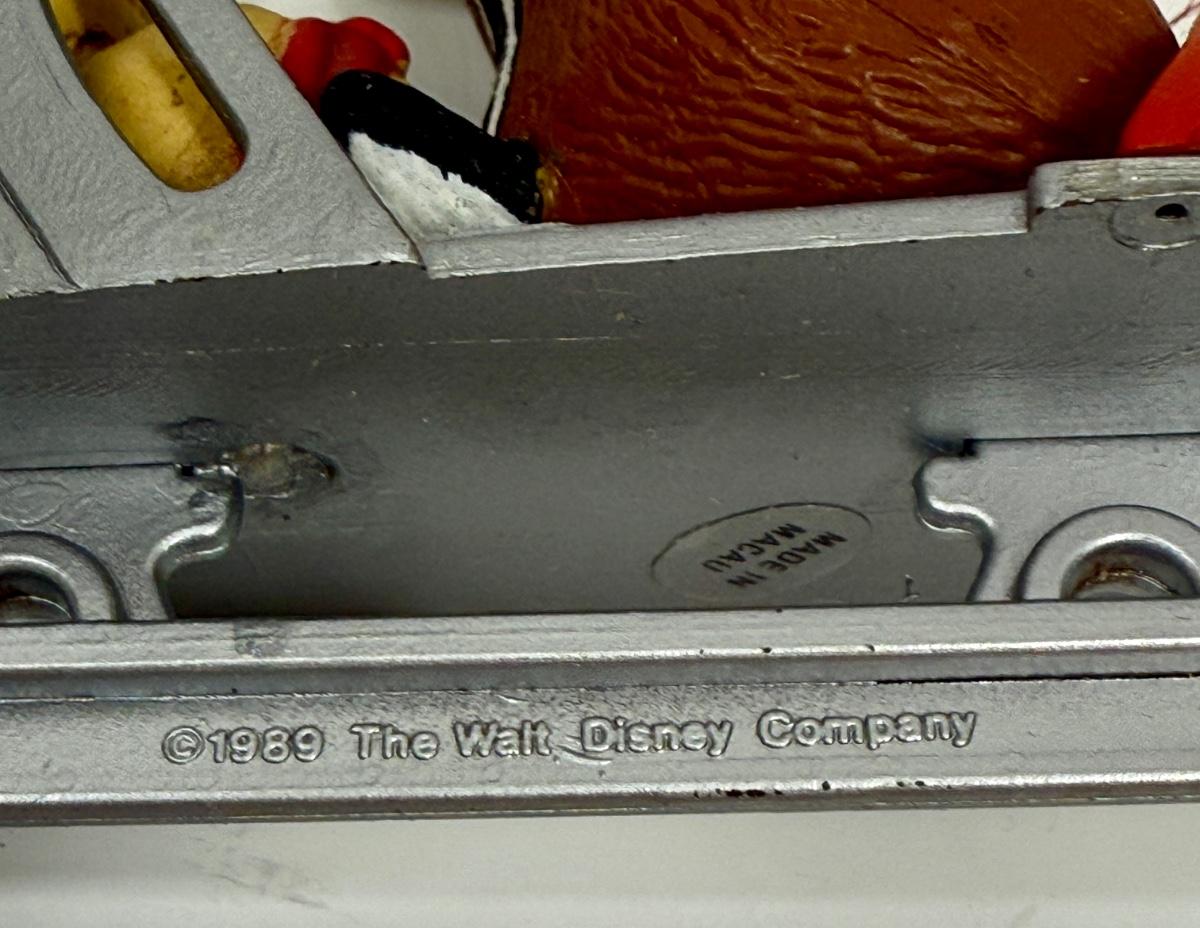 MADE IN
MACAU
©1989 The Walt Disney Company